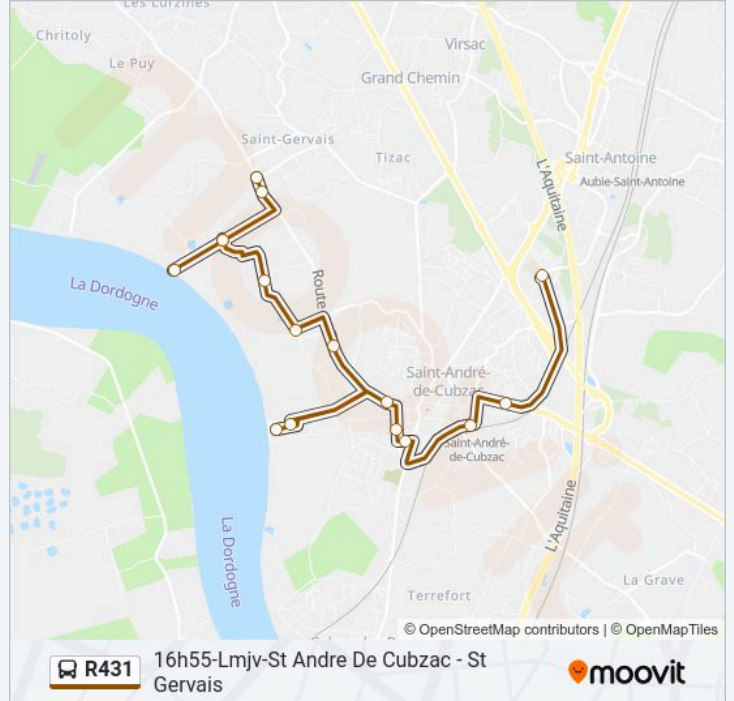 Les Lurzines
Christoly
Virsac
Le Puy
Grand Chemin
Saint-Gervais
Tizac
Saint-Antoine
L'Aquitaine
Aubie-Saint-Antoine
La Dordogne
Route
Saint-André-
de-Cubzac
Saint-André-
de-Cubzac
L'Aquitaine
La Dordogne
La Grave
Terrefort
© OpenStreetMap contributors | © OpenMapTiles
R431
16h55-Lmjv-St Andre De Cubzac - St
Gervais
moovit